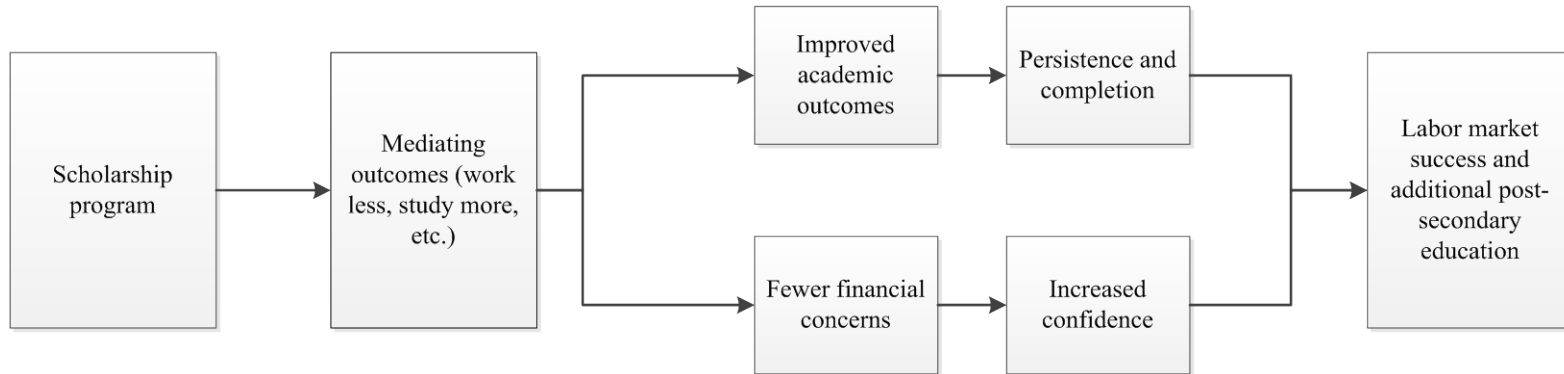 Scholarship
program
Mediating
outcomes (work
less, study more,
etc.)
Improved
academic
outcomes
Persistence and
completion
Fewer financial
concerns
Increased
confidence
Labor market
success and
additional post-
secondary
education